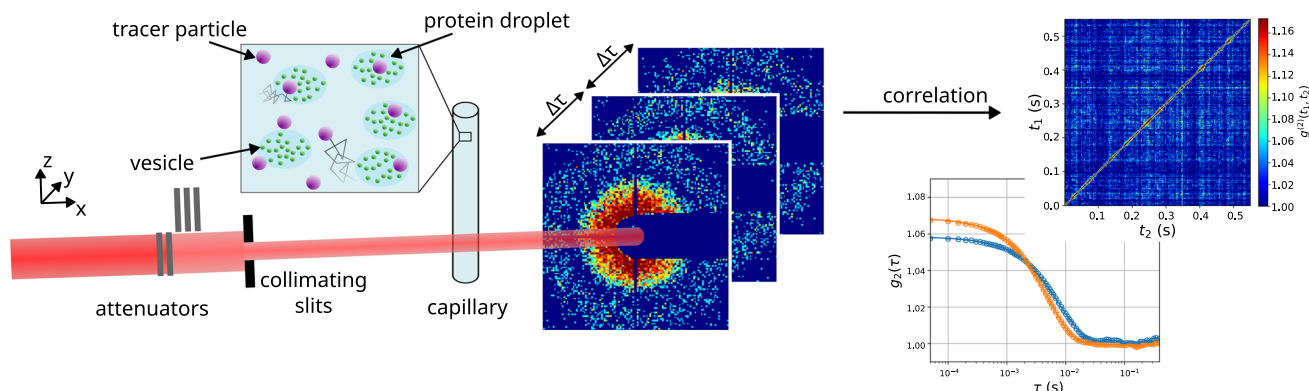 tracer particle
protein droplet
vesicle
z
y
x
attenuators
collimating
slits
capillary
Δτ
Δτ
correlation
t₁ (s)
0.5
0.4
0.3
0.2
0.1
0.0
0.1 0.2 0.3 0.4 0.5
t₂ (s)
1.16
1.14
1.12
1.10
1.08
1.06
1.04
1.02
1.00
g⁽²⁾(t₁, t₂)
g₂(τ)
1.08
1.06
1.04
1.02
1.00
10⁻⁴ 10⁻³ 10⁻² 10⁻¹
τ (s)